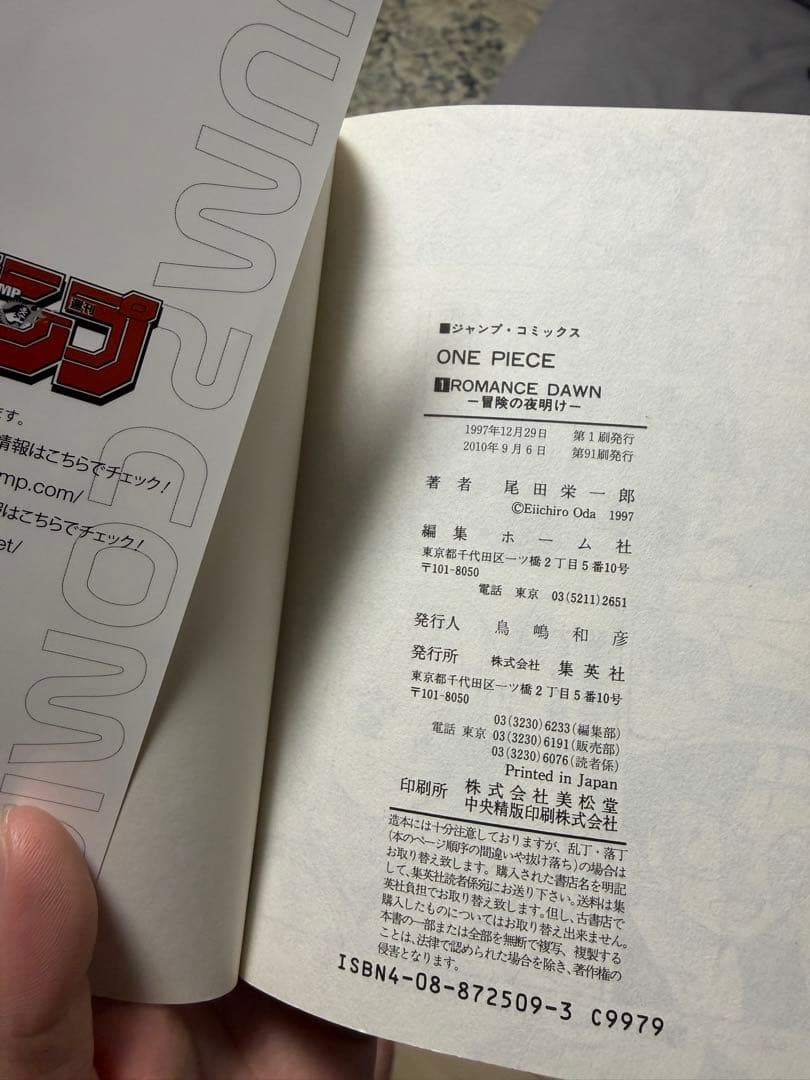 JUMP COMI
MP
週刊
ンプ
ます。
情報はこちらでチェック!
mp.com/
報はこちらでチェック!
et/
■ジャンプ・コミックス
ONE PIECE
1 ROMANCE DAWN
―冒険の夜明け―
1997年12月29日 第1刷発行
2010年9月6日 第91刷発行
著者 尾田栄一郎
©Eiichiro Oda 1997
編集 ホーム社
東京都千代田区一ツ橋2丁目5番10号
〒101-8050
電話 東京 03(5211)2651
発行人 鳥嶋和彦
発行所 株式会社 集英社
東京都千代田区一ツ橋2丁目5番10号
〒101-8050
03(3230)6233(編集部)
電話 東京 03(3230)6191(販売部)
03(3230)6076(読者係)
Printed in Japan
印刷所 株式会社美松堂
中央精版印刷株式会社
造本には十分注意しておりますが、乱丁・落丁
(本のページ順序の間違いや抜け落ち)の場合は
お取り替え致します。購入された書店名を明記
して、集英社読者係宛にお送り下さい。送料は集
英社負担でお取り替え致します。但し、古書店で
購入したものについてはお取り替え出来ません。
本書の一部または全部を無断で複写、複製する
ことは、法律で認められた場合を除き、著作権の
侵害となります。
ISBN4-08-872509-3 C9979